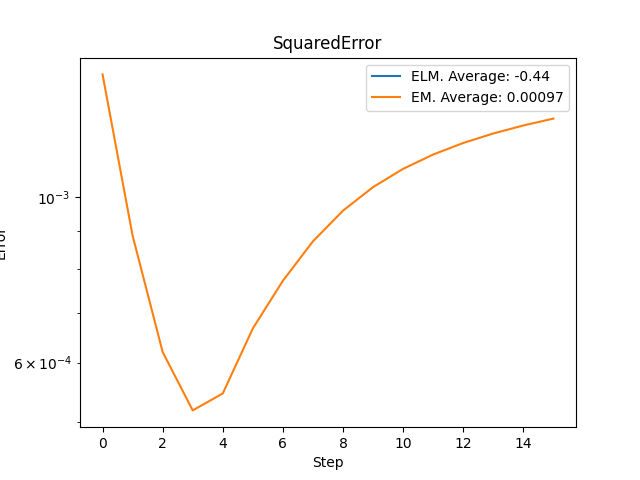 SquaredError
ELM. Average: -0.44
EM. Average: 0.00097
10⁻³
6 × 10⁻⁴
Error
0 2 4 6 8 10 12 14
Step